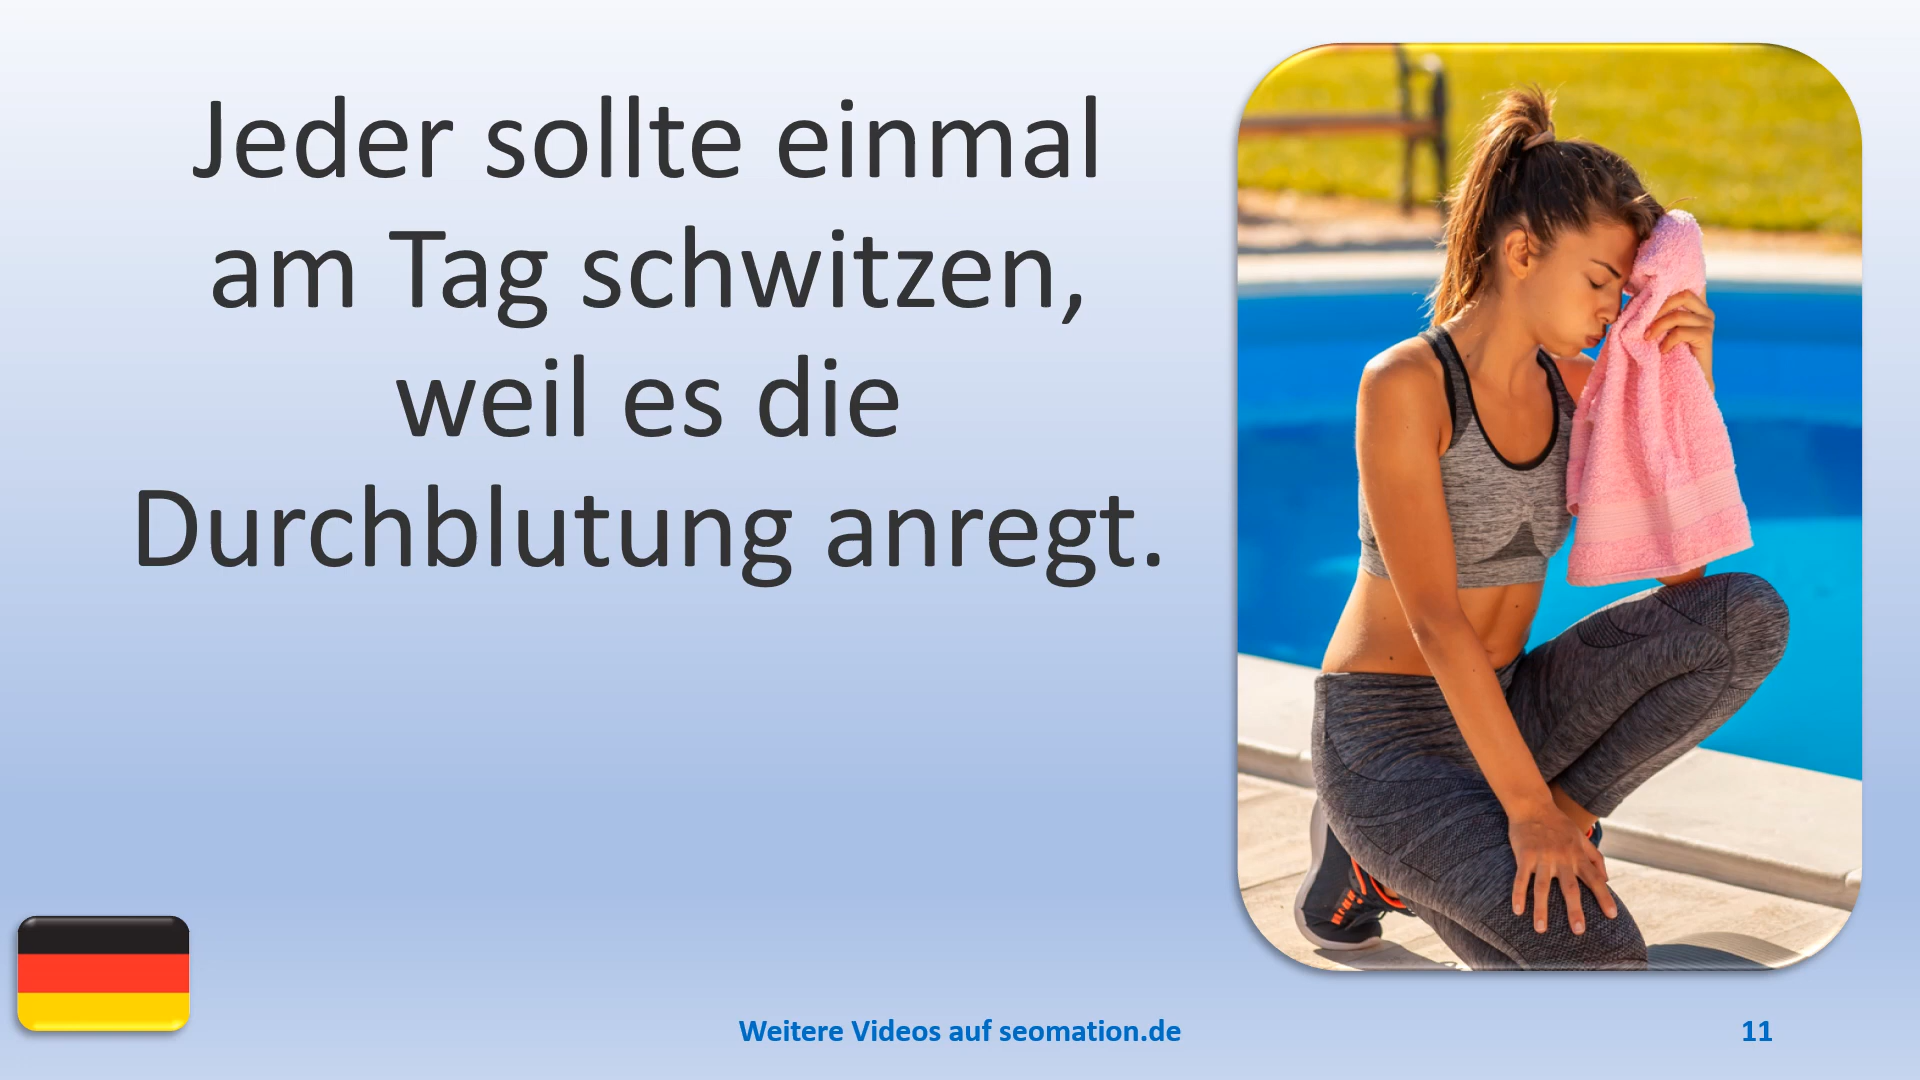 Jeder sollte einmal
am Tag schwitzen,
weil es die
Durchblutung anregt.
Weitere Videos auf seomation.de
11